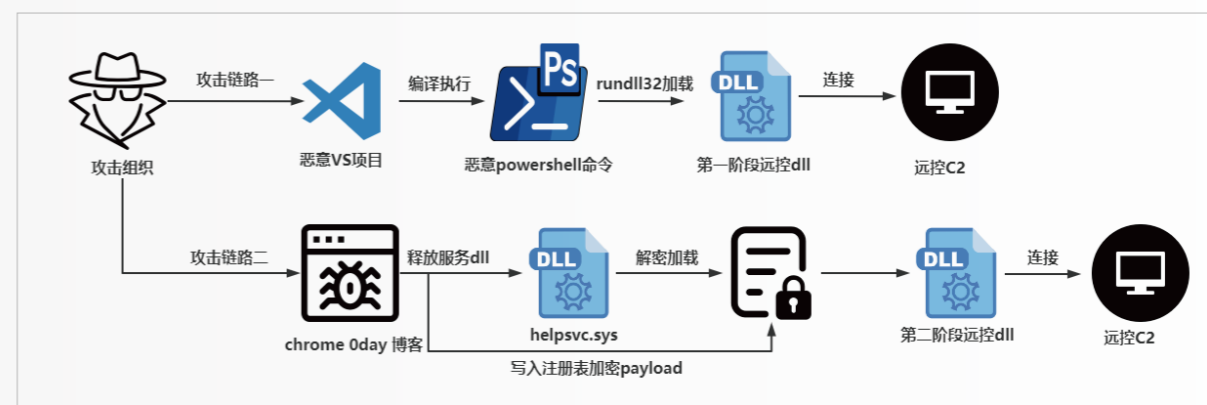 攻击链路一
编译执行
Ps
rundll32加载
DLL
连接
攻击组织
恶意VS项目
恶意powershell命令
第一阶段远控dll
远控C2
攻击链路二
释放服务dll
DLL
解密加载
DLL
连接
chrome 0day 博客
helpsvc.sys
第二阶段远控dll
远控C2
写入注册表加密payload